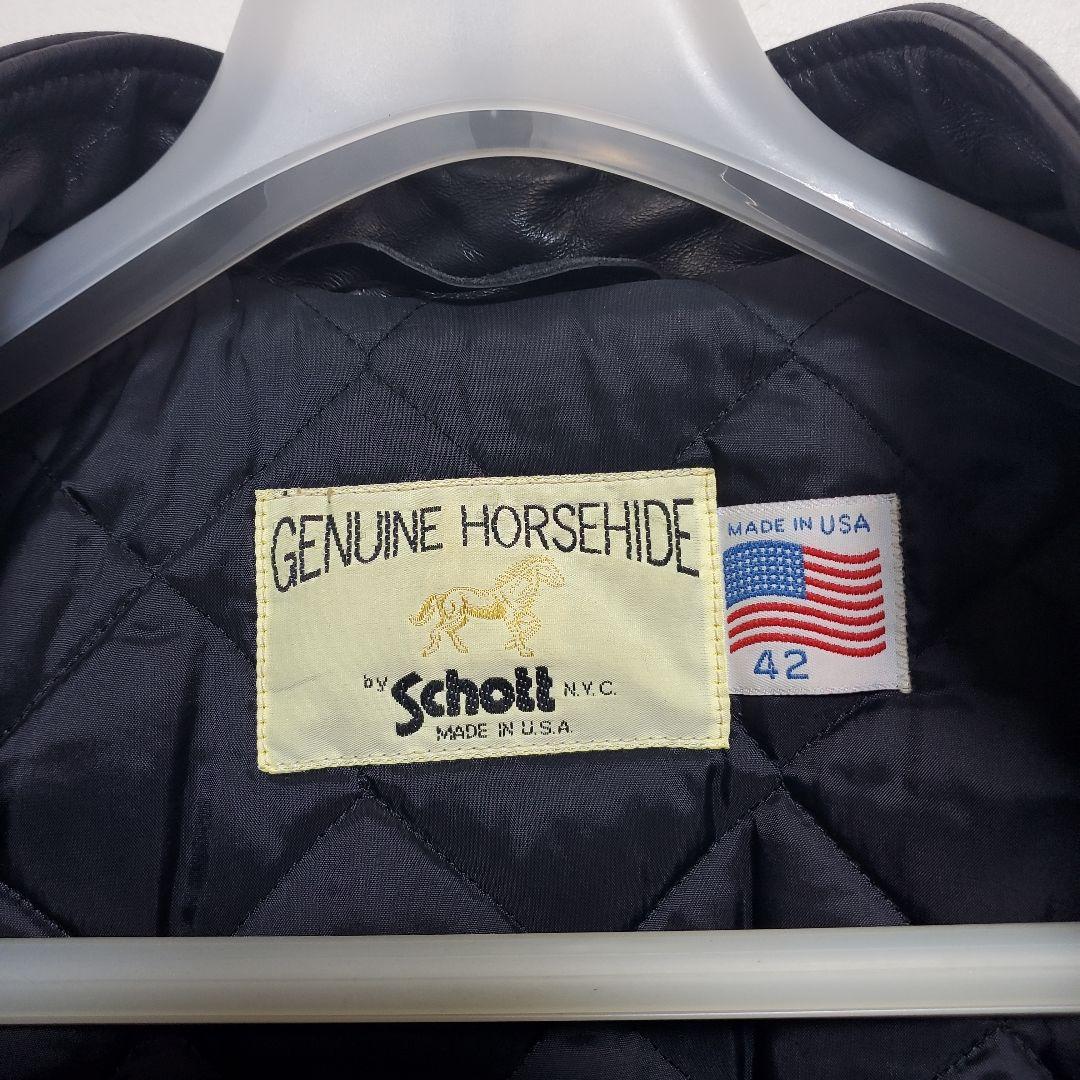 GENUINE HORSEHIDE
by Schott N.Y.C.
MADE IN U.S.A.
MADE IN USA
42